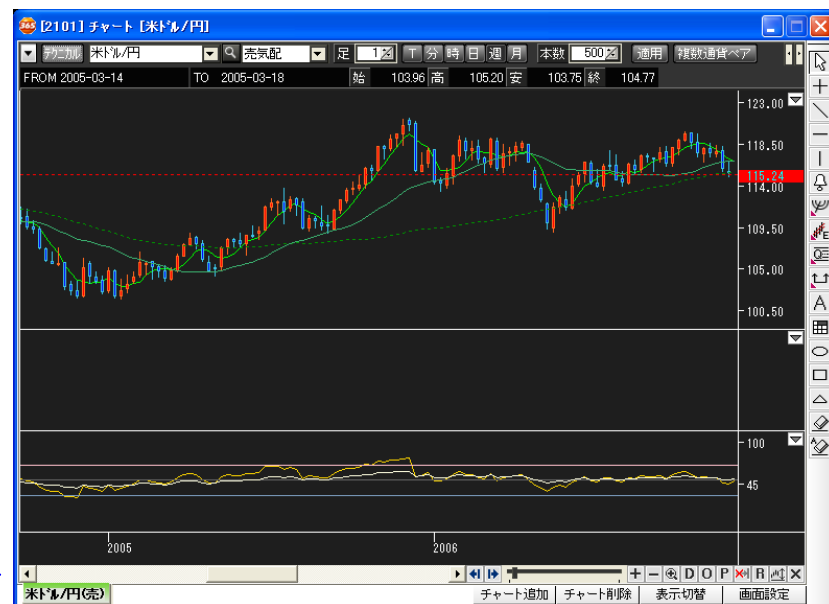 365 [2101] チャート [米ドル/円]
テクニカル 米ドル/円 売気配 足 1 T 分 時 日 週 月 本数 500 適用 複数通貨ペア
FROM 2005-03-14 TO 2005-03-18 始 103.96 高 105.20 安 103.75 終 104.77
123.00
118.50
115.24
114.00
109.50
105.00
100.50
100
45
2005 2006
D O P R
米ドル/円(売) チャート追加 チャート削除 表示切替 画面設定
A